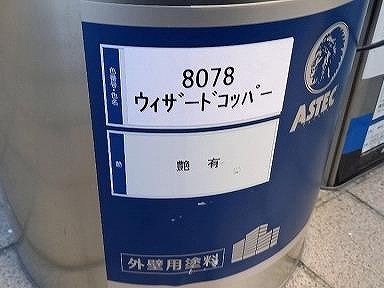 色番号・色名
8078
ウィザードコッパー
ASTEC
艶
艶 有
外壁用塗料